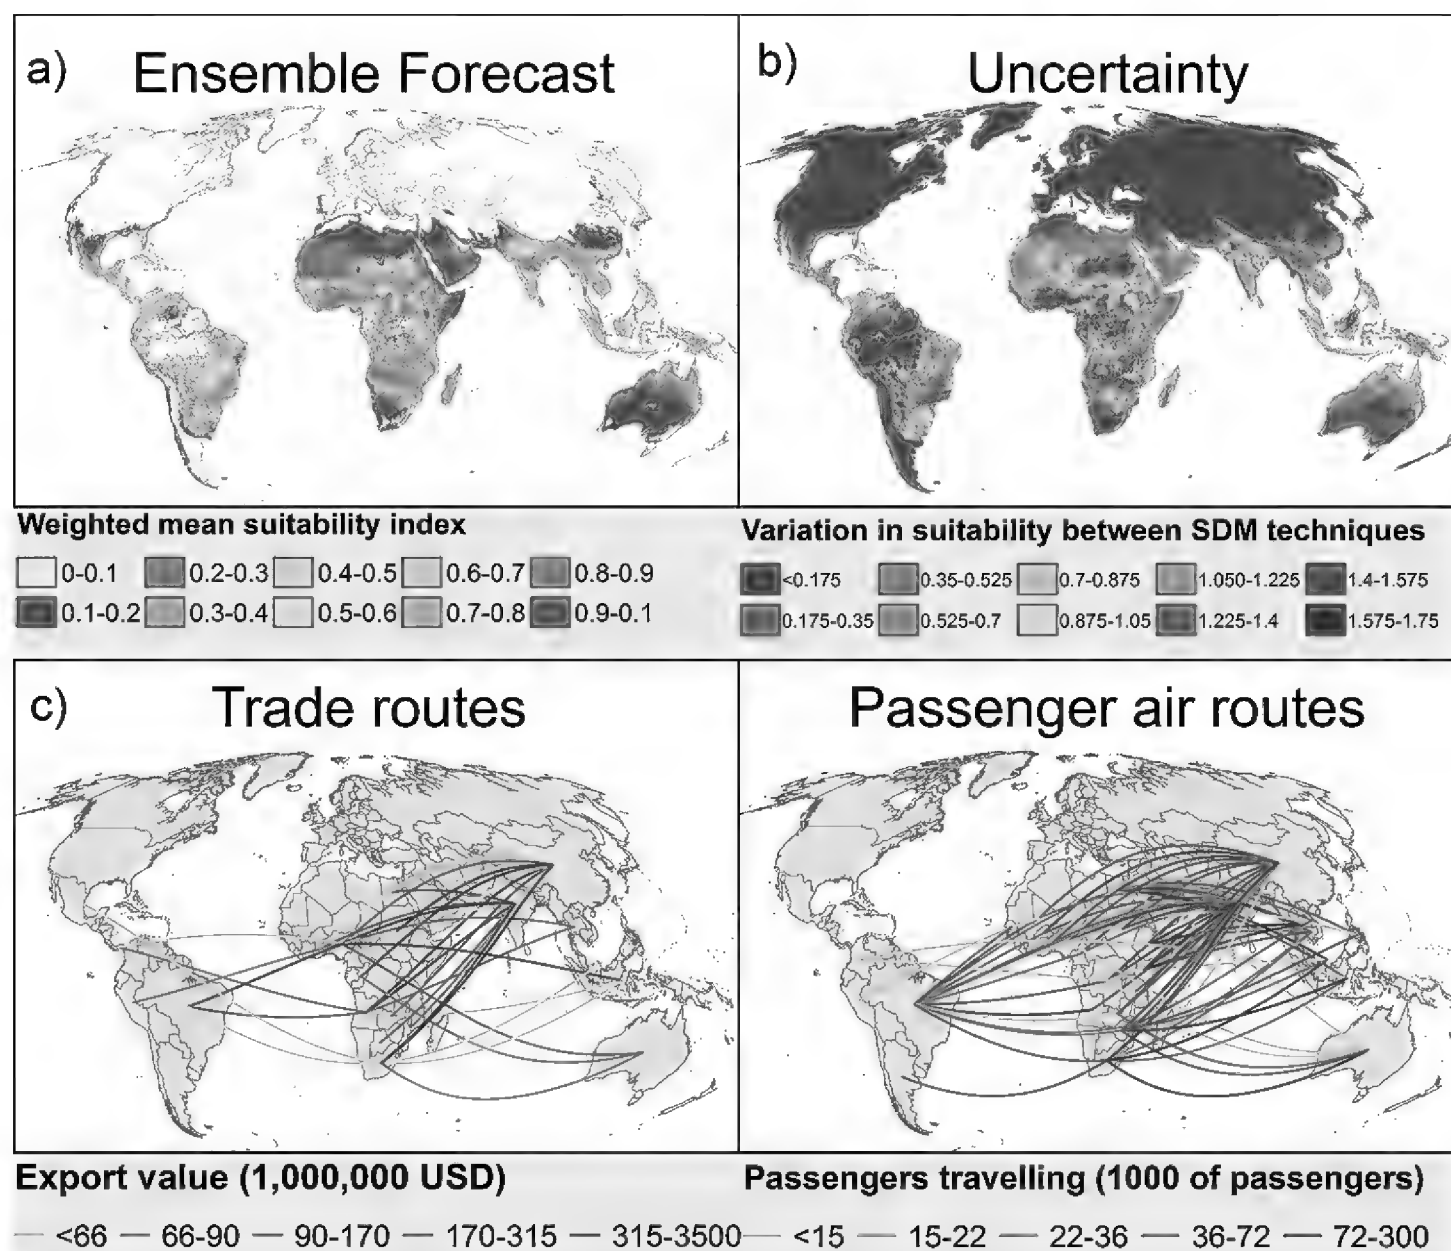 a) Ensemble Forecast
b) Uncertainty
Weighted mean suitability index
0-0.1 0.2-0.3 0.4-0.5 0.6-0.7 0.8-0.9
0.1-0.2 0.3-0.4 0.5-0.6 0.7-0.8 0.9-0.1
Variation in suitability between SDM techniques
<0.175 0.35-0.525 0.7-0.875 1.050-1.225 1.4-1.575
0.175-0.35 0.525-0.7 0.875-1.05 1.225-1.4 1.575-1.75
c) Trade routes
Passenger air routes
Export value (1,000,000 USD)
<66 66-90 90-170 170-315 315-3500
Passengers travelling (1000 of passengers)
<15 15-22 22-36 36-72 72-300